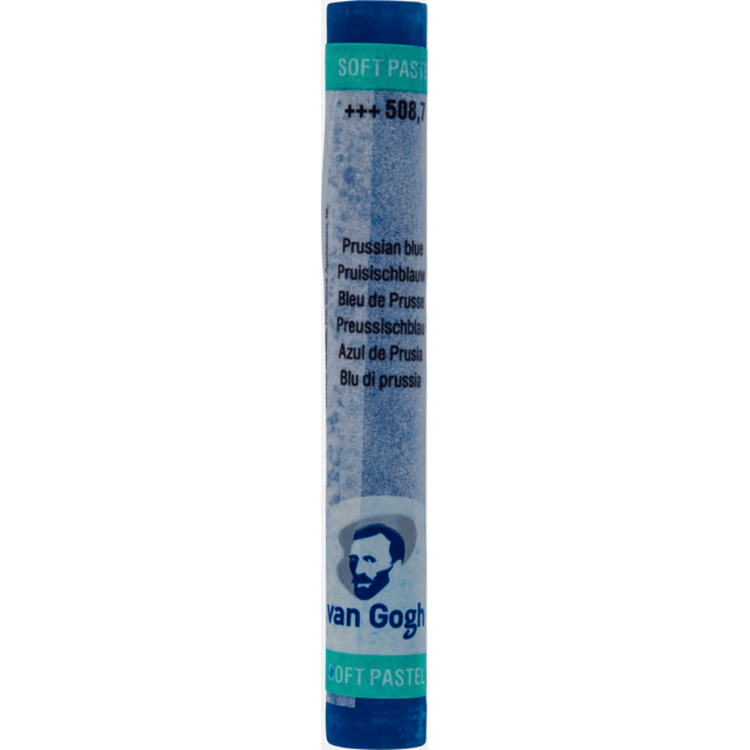 SOFT PASTE
+++ 508,7
Prussian blue
Pruisischblauw
Bleu de Prusse
Preussischblau
Azul de Prusia
Blu di prussia
van Gogh
SOFT PASTEL